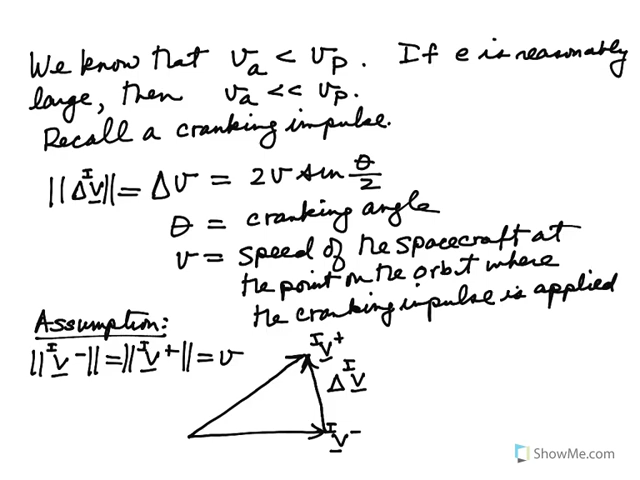 We know that v_a < v_p. If e is reasonably
large, then v_a << v_p.
Recall a cranking impulse.
||Δ^I V|| = Δv = 2v sin θ/2
θ = cranking angle
v = speed of the spacecraft at
the point on the orbit where
the cranking impulse is applied
Assumption:
||^I V^-|| = ||^I V^+|| = v
^I V^+
Δ^I V
^I V^-
ShowMe.com